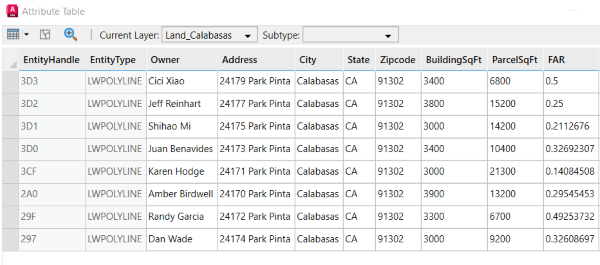 Attribute Table
Current Layer: Land_Calabasas Subtype:
EntityHandle EntityType Owner Address City State Zipcode BuildingSqFt ParcelSqFt FAR
3D3 LWPOLYLINE Cici Xiao 24179 Park Pinta Calabasas CA 91302 3400 6800 0.5
3D2 LWPOLYLINE Jeff Reinhart 24177 Park Pinta Calabasas CA 91302 3800 15200 0.25
3D1 LWPOLYLINE Shihao Mi 24175 Park Pinta Calabasas CA 91302 3000 14200 0.2112676
3D0 LWPOLYLINE Juan Benavides 24173 Park Pinta Calabasas CA 91302 3400 10400 0.32692307
3CF LWPOLYLINE Karen Hodge 24171 Park Pinta Calabasas CA 91302 3000 21300 0.14084508
2A0 LWPOLYLINE Amber Birdwell 24170 Park Pinta Calabasas CA 91302 3900 13200 0.29545453
29F LWPOLYLINE Randy Garcia 24172 Park Pinta Calabasas CA 91302 3300 6700 0.49253732
297 LWPOLYLINE Dan Wade 24174 Park Pinta Calabasas CA 91302 3000 9200 0.32608697